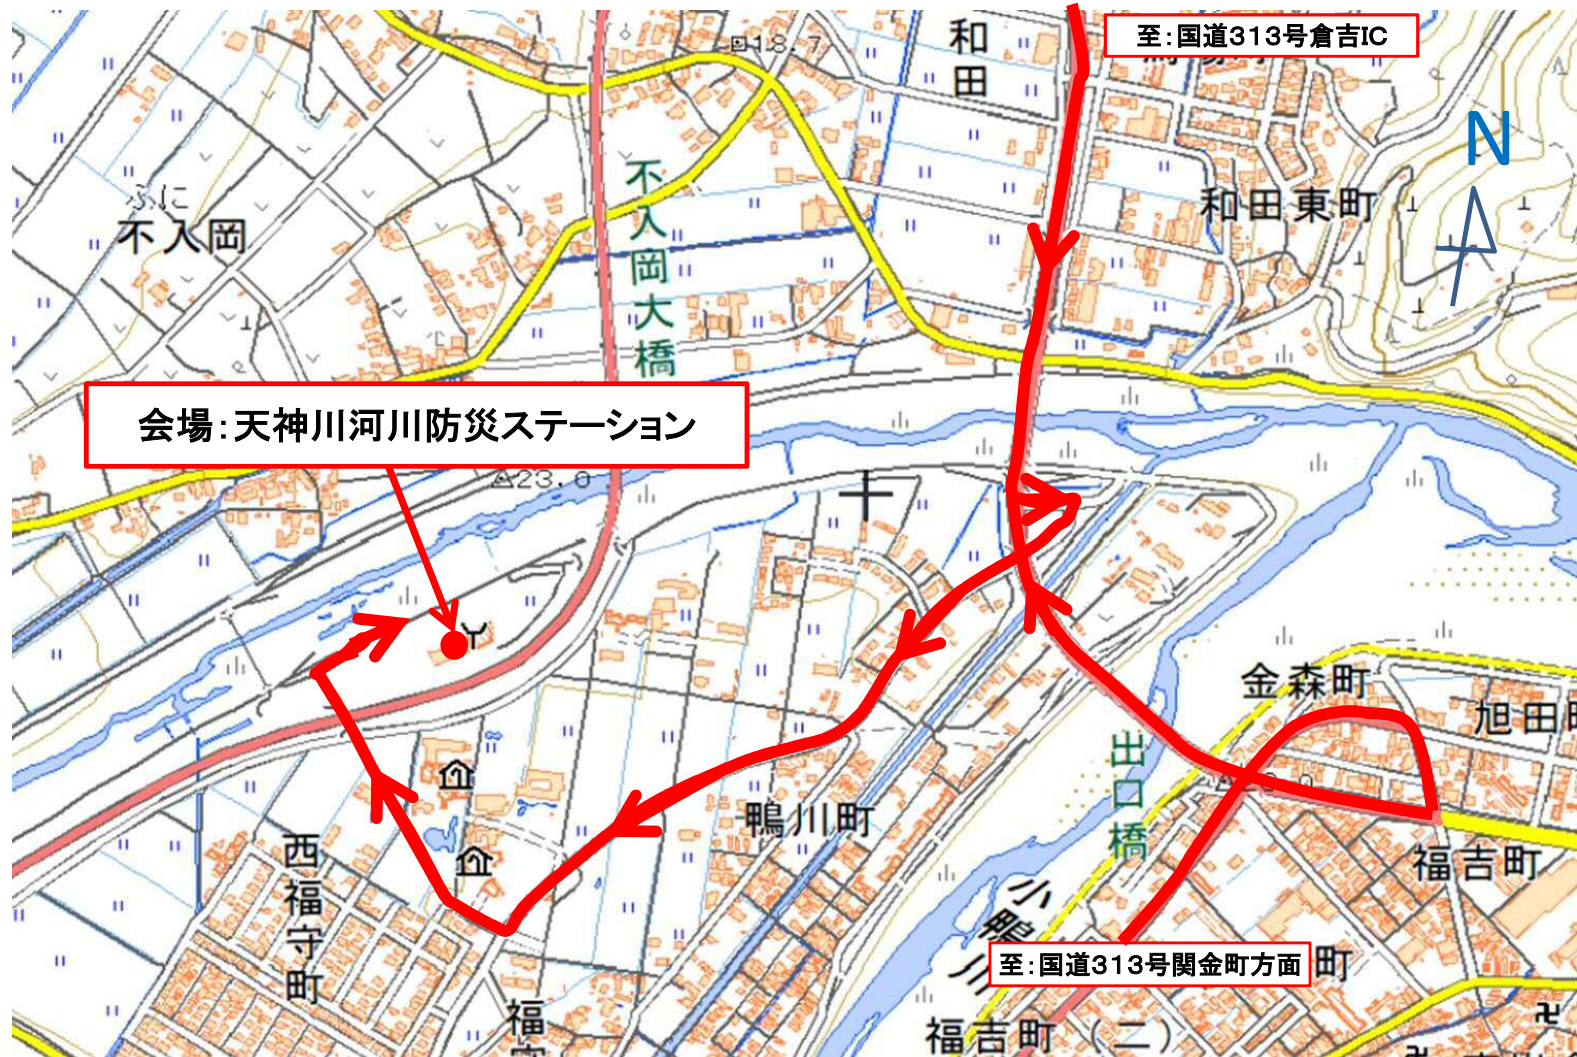 至：国道313号倉吉IC
和田
18.7
N
ふに
不入岡
不入岡大橋
和田東町
会場：天神川河川防災ステーション
23.0
金森町
旭田
出口橋
鴨川町
福吉町
西福守町
小鴨川
至：国道313号関金町方面
町
福吉町（二）
福守